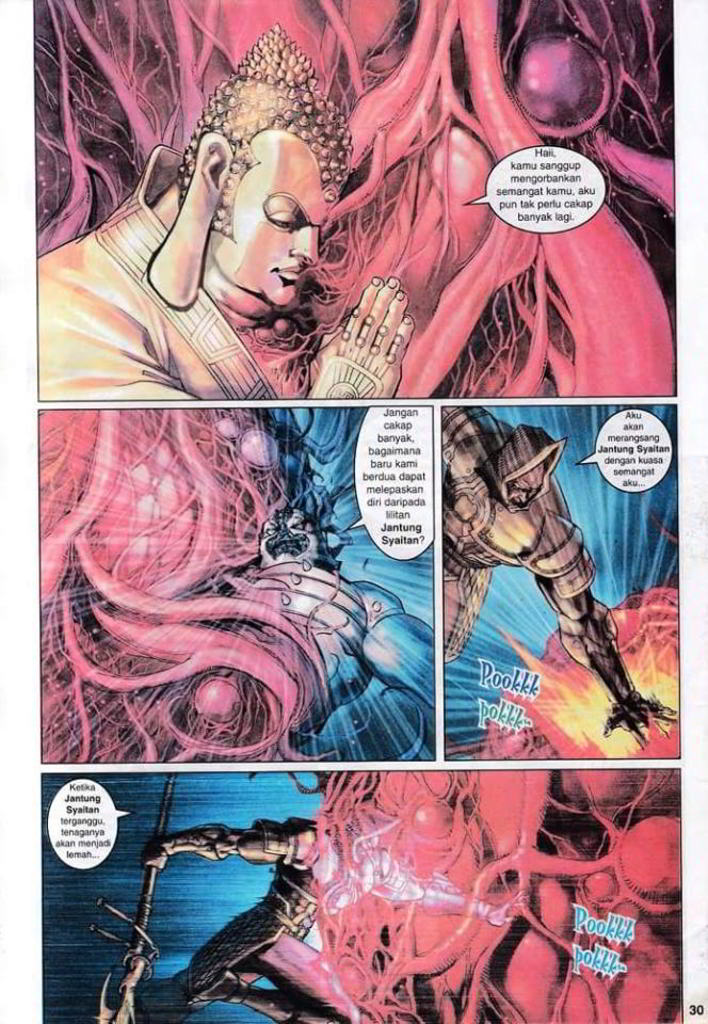 Haii,
kamu sanggup
mengorbankan
semangat kamu, aku
pun tak perlu cakap
banyak lagi.
Jangan
cakap
banyak,
bagaimana
baru kami
berdua dapat
melepaskan
diri daripada
lilitan
Jantung
Syaitan?
Aku
akan
merangsang
Jantung Syaitan
dengan kuasa
semangat
aku...
Pookkk
pokkk..
Ketika
Jantung
Syaitan
terganggu,
tenaganya
akan menjadi
lemah...
Pookkk
pokkk..
30